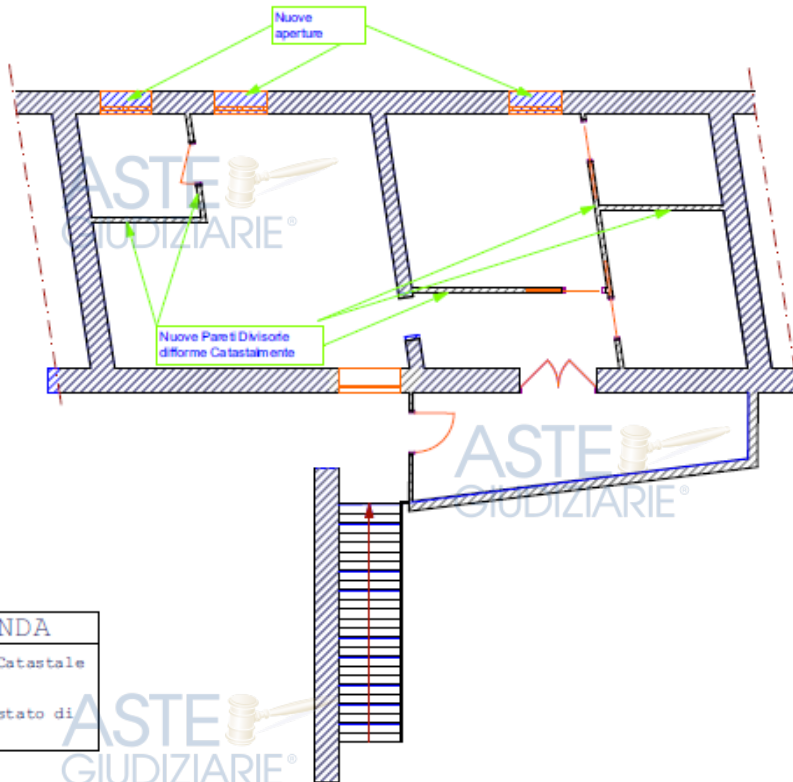 Nuove
aperture
ASTE
GIUDIZIARIE®
Nuove Pareti Divisorie
difforme Catastalmente
ASTE
GIUDIZIARIE®
NDA
Catastale
stato di
ASTE
GIUDIZIARIE®